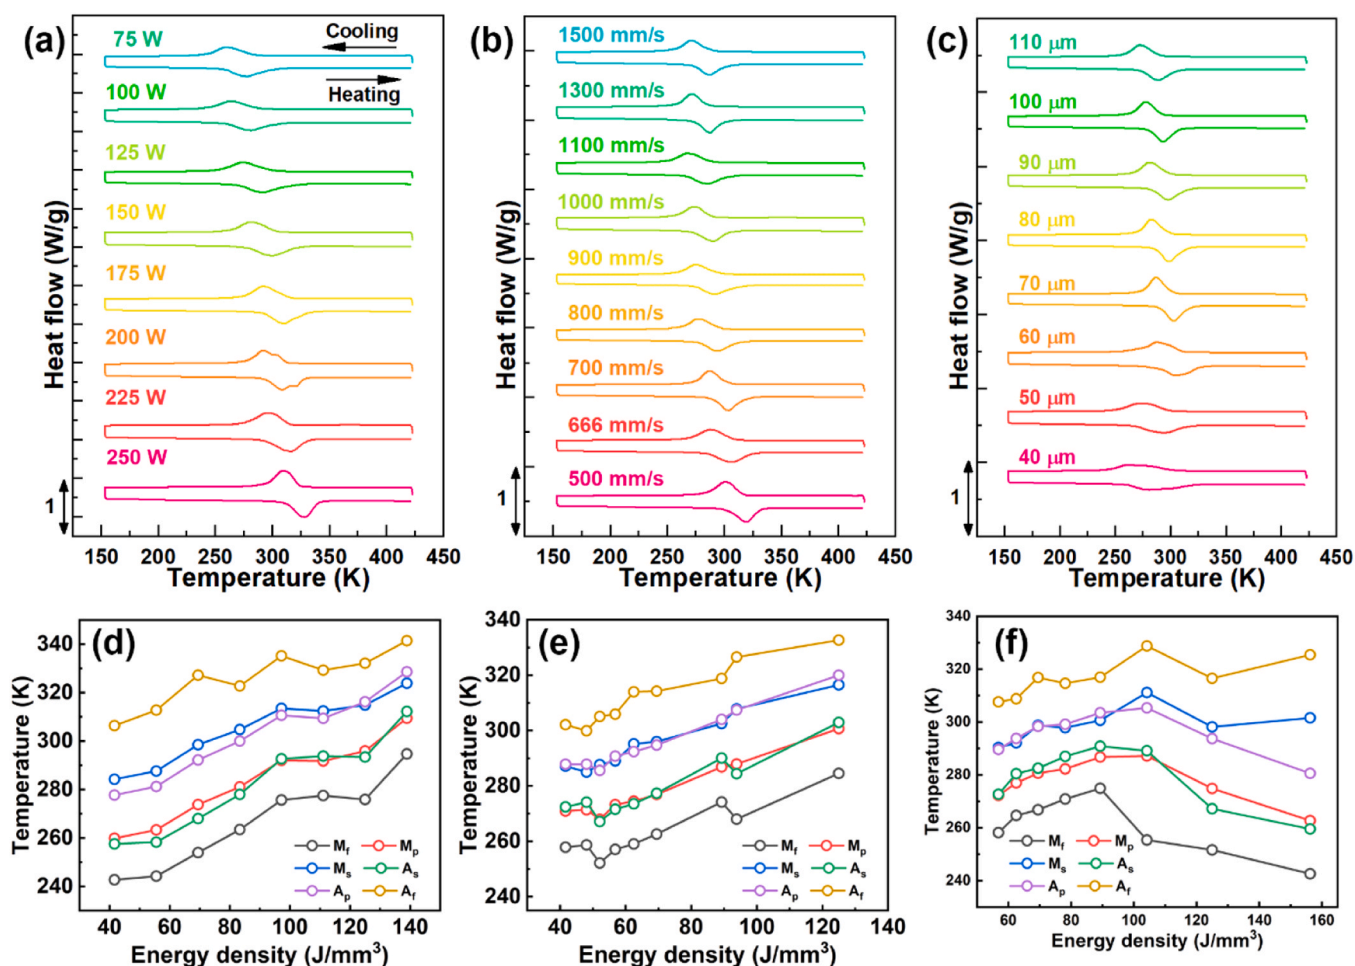 (a)
75 W
Cooling
Heating
100 W
125 W
150 W
175 W
200 W
225 W
250 W
1
Heat flow (W/g)
125 150 200 250 300 350 400 450
Temperature (K)
(b)
1500 mm/s
1300 mm/s
1100 mm/s
1000 mm/s
900 mm/s
800 mm/s
700 mm/s
666 mm/s
500 mm/s
1
Heat flow (W/g)
125 150 200 250 300 350 400 450
Temperature (K)
(c)
110 μm
100 μm
90 μm
80 μm
70 μm
60 μm
50 μm
40 μm
1
Heat flow (W/g)
125 150 200 250 300 350 400 450
Temperature (K)
(d)
340
320
300
280
260
240
Temperature (K)
Mf Mp
Ms As
Ap Af
40 60 80 100 120 140
Energy density (J/mm³)
(e)
340
320
300
280
260
240
Temperature (K)
Mf Mp
Ms As
Ap Af
40 60 80 100 120 140
Energy density (J/mm³)
(f)
340
320
300
280
260
240
Temperature (K)
Mf Mp
Ms As
Ap Af
60 80 100 120 140 160
Energy density (J/mm³)